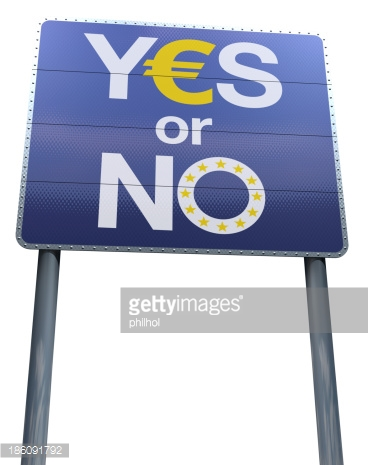 Y€S
or
NO
gettyimages®
philhol
186091792